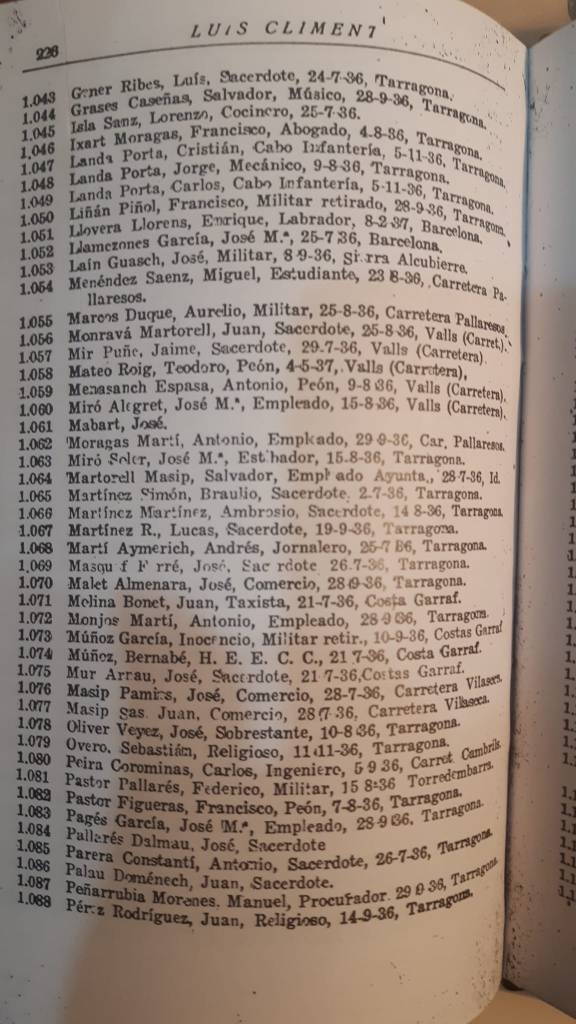 226
LUIS CLIMENT
1.043 Gener Ribes, Luís, Sacerdote, 24-7-36, Tarragona.
1.044 Grases Caseñas, Salvador, Músico, 28-9-36, Tarragona.
1.045 Isla Sanz, Lorenzo, Cocinero, 25-7-36.
1.046 Ixart Moragas, Francisco, Abogado, 4-8-36, Tarragona.
1.047 Landa Porta, Cristián, Cabo Infantería, 5-11-36, Tarragona.
1.048 Landa Porta, Jorge, Mecánico, 9-8-36, Tarragona.
1.049 Landa Porta, Carlos, Cabo Infantería, 5-11-36, Tarragona.
1.050 Liñán Piñol, Francisco, Militar retirado, 28-9-36, Tarragona.
1.051 Llovera Llorens, Enrique, Labrador, 8-2-37, Barcelona.
1.052 Llamezones García, José M.ª, 25-7 36, Barcelona.
1.053 Laín Guasch, José, Militar, 8 9-36, Sierra Alcubierre.
1.054 Menéndez Saenz, Miguel, Estudiante, 23 8-36, Carretera Pa-
llaresos.
1.055 Marcos Duque, Aurelio, Militar, 25-8-36, Carretera Pallaresos.
1.056 Monravá Martorell, Juan, Sacerdote, 25-8-36, Valls (Carret.).
1.057 Mir Puñe, Jaime, Sacerdote, 29-7-36, Valls (Carretera).
1.058 Mateo Roig, Teodoro, Peón, 4-5-37, Valls (Carretera),
1.059 Menasanch Espasa, Antonio, Peón, 9-8 36, Valls (Carretera).
1.060 Miró Alegret, José M.ª, Empleado, 15-8-36, Valls (Carretera).
1.061 Mabart, José.
1.062 Moragas Martí, Antonio, Empleado, 29 9-36, Car. Pallaresos.
1.063 Miró Soler, José M.ª, Estibador, 15-8-36, Tarragona.
1.064 Martorell Masip, Salvador, Empleado Ayunta., 28-7-36, Id.
1.065 Martínez Simón, Braulio, Sacerdote, 2-7-36, Tarragona.
1.066 Martínez Martínez, Ambrosio, Sacerdote, 14 8-36, Tarragona
1.067 Martínez R., Lucas, Sacerdote, 19-9-36, Tarragona.
1.068 Martí Aymerich, Andrés, Jornalero, 25-7 36, Tarragona.
1.069 Masqu f F rré, José, Sac rdote 26-7-36, Tarragona.
1.070 Malet Almenara, José, Comercio, 28-9-36, Tarragona.
1.071 Molina Bonet, Juan, Taxista, 21-7-36, Costa Garraf.
1.072 Monjos Martí, Antonio, Empleado, 28 9 36, Tarragona.
1.073 Múñoz García, Inocencio, Militar retir., 10-9-36, Costas Garraf
1.074 Múñoz, Bernabé, H. E. E. C. C., 21 7-36, Costa Garraf.
1.075 Mur Arrau, José, Sacerdote, 21 7-36, Costas Garraf.
1.076 Masip Pamies, José, Comercio, 28-7-36, Carretera Vilaseca.
1.077 Masip Sas. Juan, Comercio, 28 7-36, Carretera Vilaseca.
1.078 Oliver Veyez, José, Sobrestante, 10-8 36, Tarragona.
1.079 Overo, Sebastián, Religioso, 11-11-36, Tarragona.
1.080 Peira Corominas, Carlos, Ingeniero, 5 9 36, Carret. Cambrils.
1.081 Pastor Pallarés, Federico, Militar, 15 8-36 Torredembarra.
1.082 Pastor Figueras, Francisco, Peón, 7-8-36, Tarragona.
1.083 Pagés García, José M.ª, Empleado, 28-9 36, Tarragona.
1.084 Pallarés Dalmau, José, Sacerdote
1.085 Parera Constantí, Antonio, Sacerdote, 26-7-36, Tarragona.
1.086 Palau Doménech, Juan, Sacerdote.
1.087 Peñarrubia Morenes, Manuel, Procurador. 29 9 36, Tarragona.
1.088 Pérez Rodríguez, Juan, Religioso, 14-9-36, Tarragona.